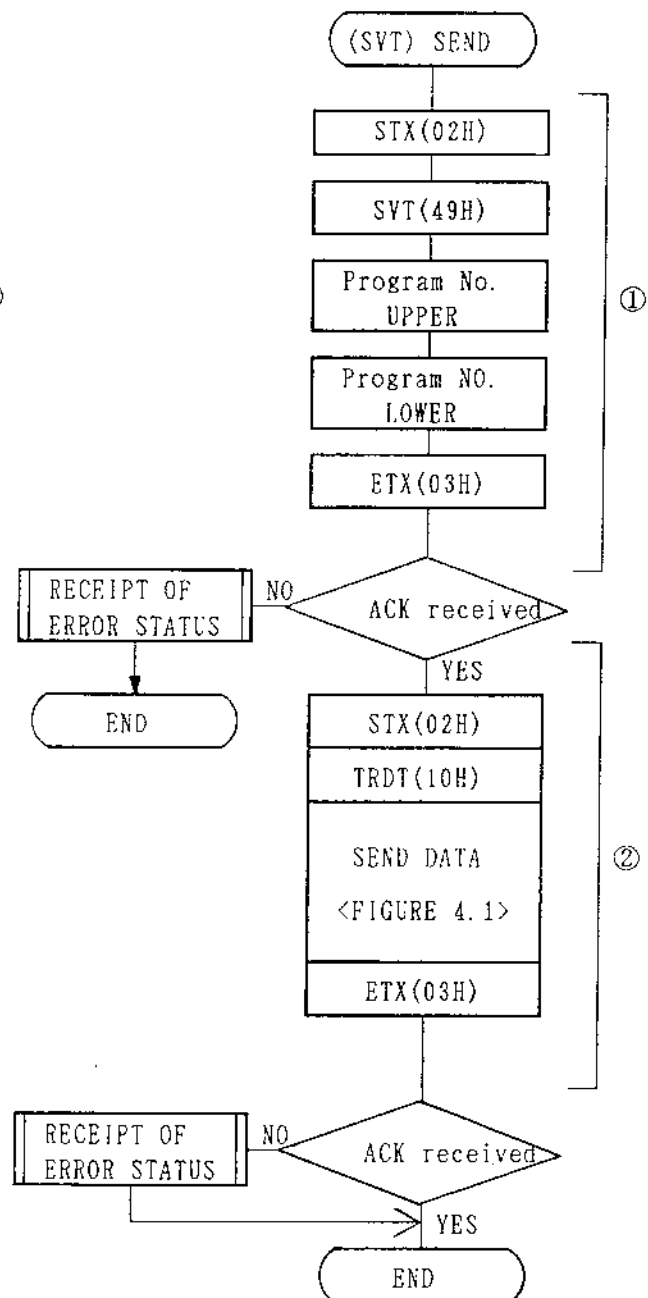 (SVT) SEND
STX(02H)
SVT(49H)
Program No.
UPPER
①
Program NO.
LOWER
ETX(03H)
RECEIPT OF
ERROR STATUS
NO
ACK received
YES
END
STX(02H)
TRDT(10H)
SEND DATA
②
<FIGURE 4.1>
ETX(03H)
RECEIPT OF
ERROR STATUS
NO
ACK received
YES
END